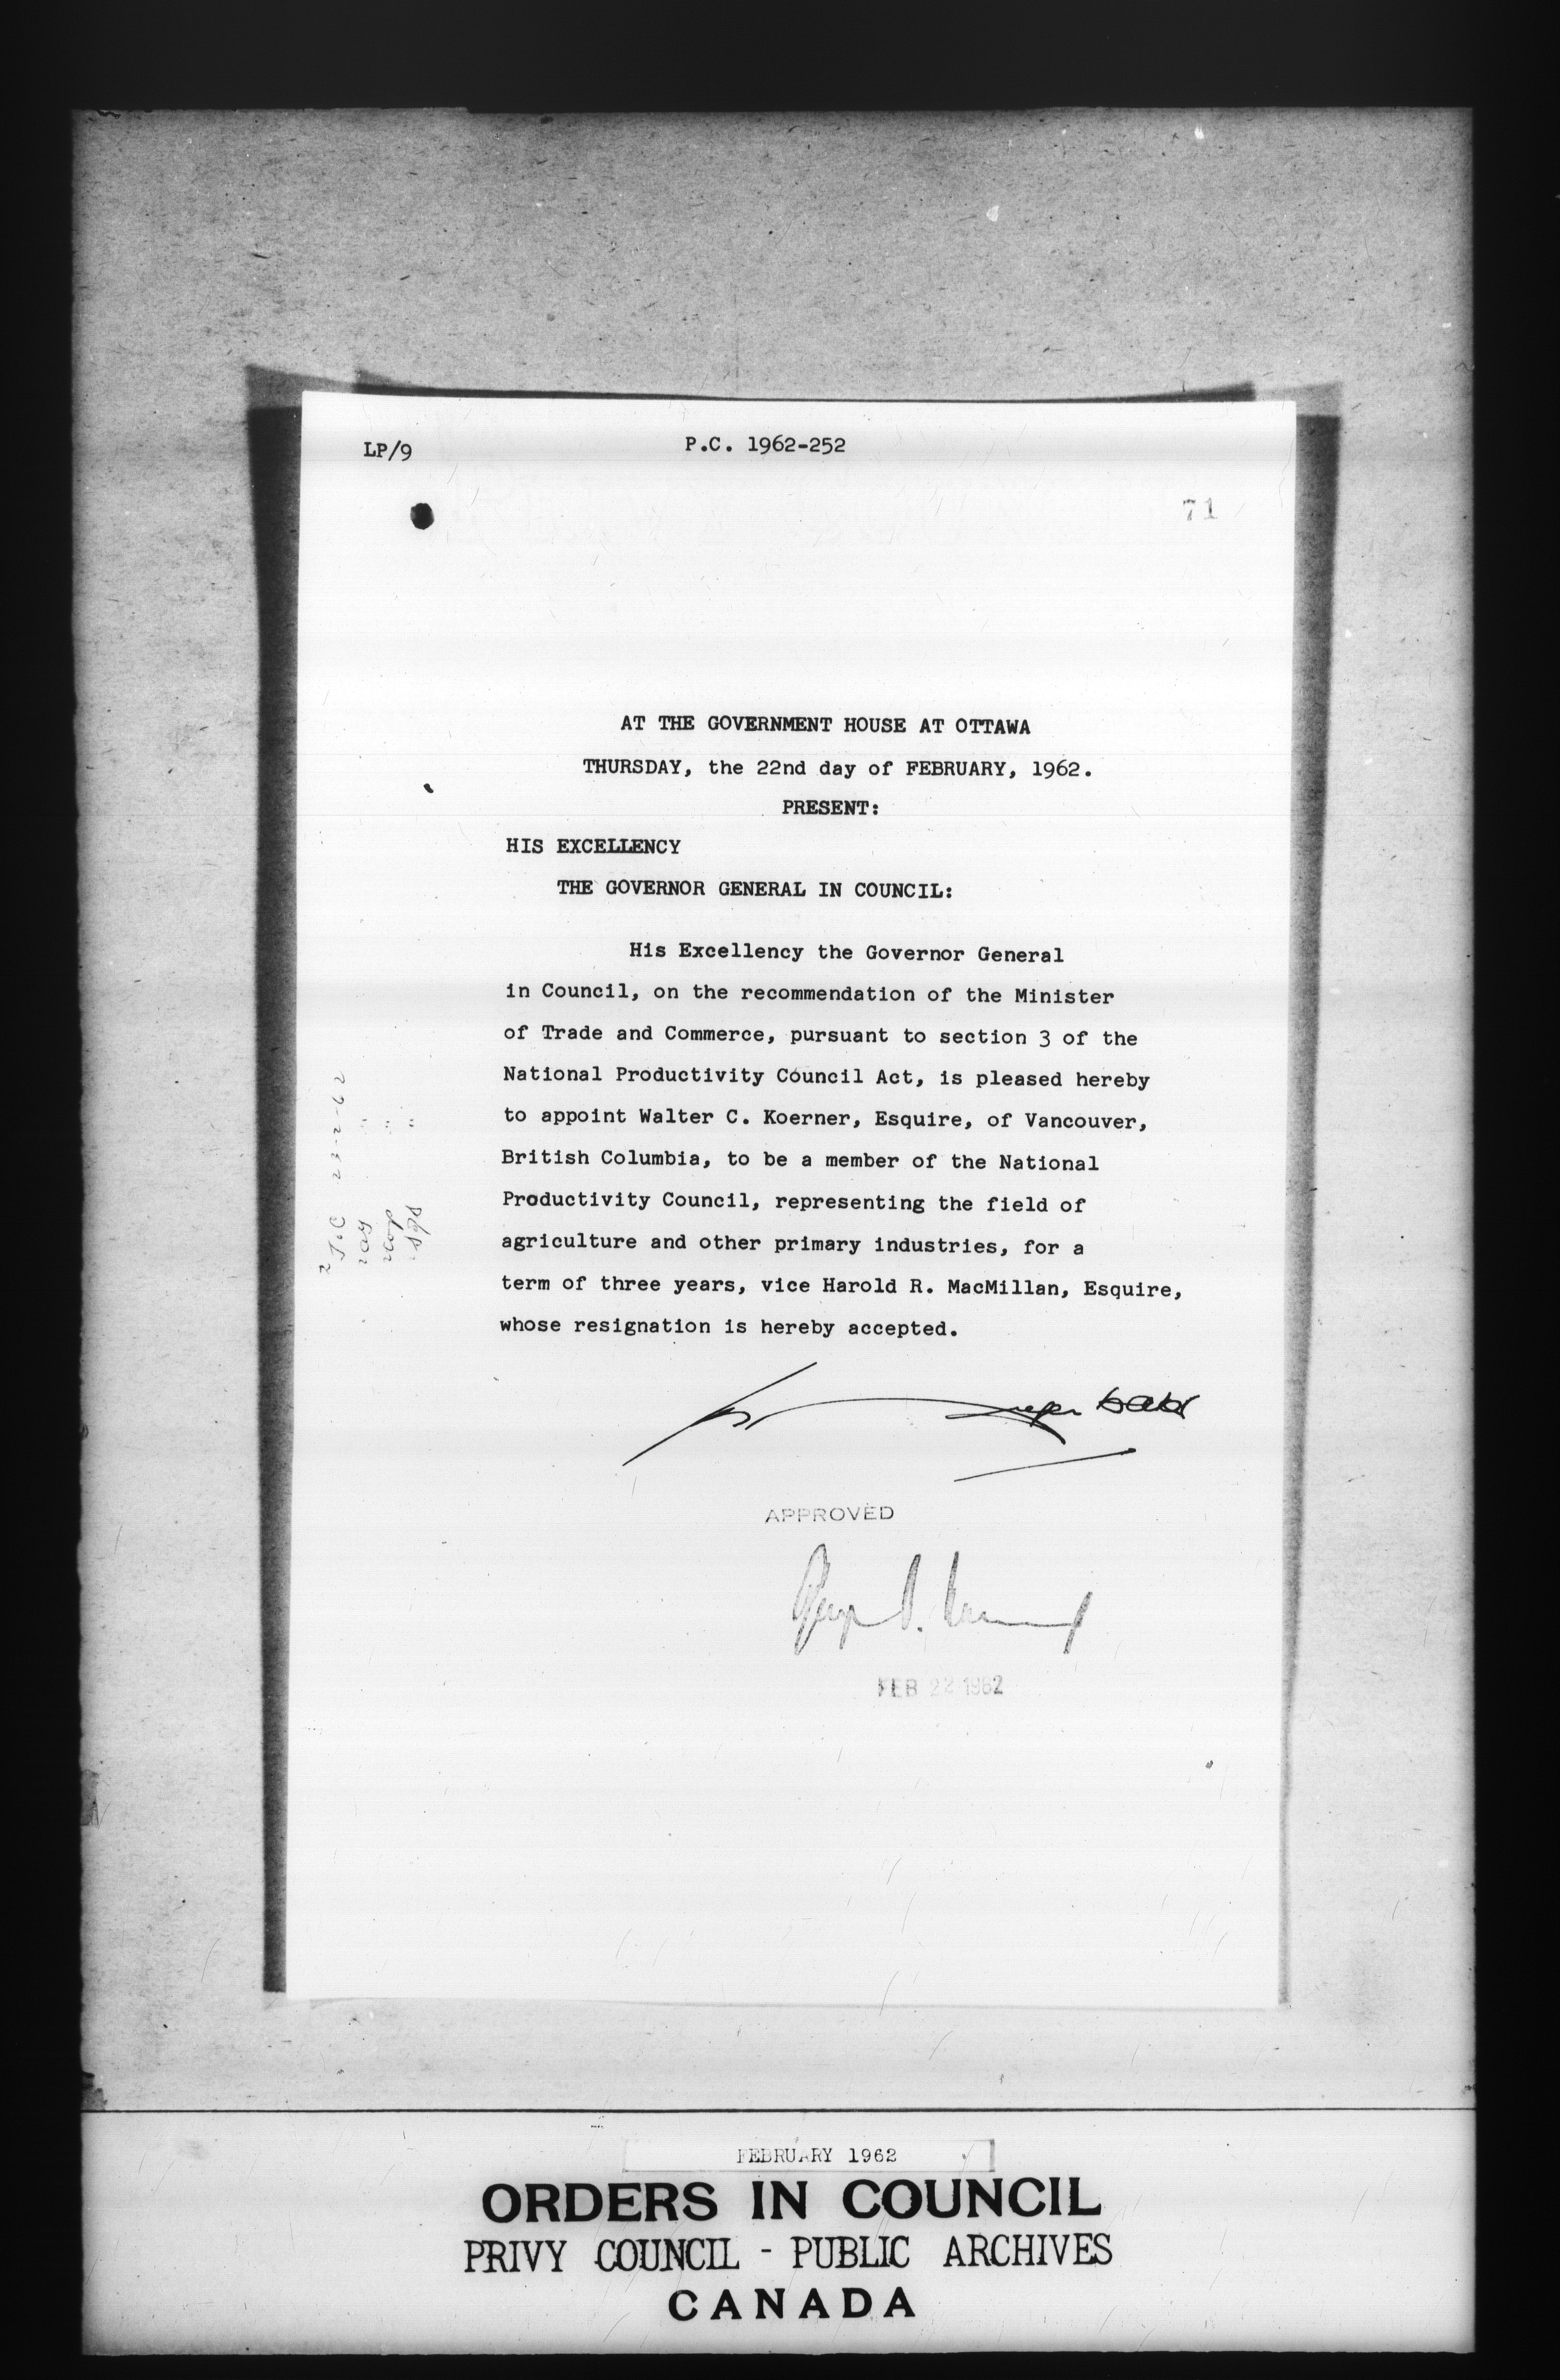 LP/9
P.C. 1962-252
71
AT THE GOVERNMENT HOUSE AT OTTAWA
THURSDAY, the 22nd day of FEBRUARY, 1962.
PRESENT:
HIS EXCELLENCY
THE GOVERNOR GENERAL IN COUNCIL:
His Excellency the Governor General
in Council, on the recommendation of the Minister
of Trade and Commerce, pursuant to section 3 of the
National Productivity Council Act, is pleased hereby
to appoint Walter C. Koerner, Esquire, of Vancouver,
British Columbia, to be a member of the National
Productivity Council, representing the field of
agriculture and other primary industries, for a
term of three years, vice Harold R. MacMillan, Esquire,
whose resignation is hereby accepted.
APPROVED
FEB 22 1962
FEBRUARY 1962
ORDERS IN COUNCIL
PRIVY COUNCIL - PUBLIC ARCHIVES
CANADA